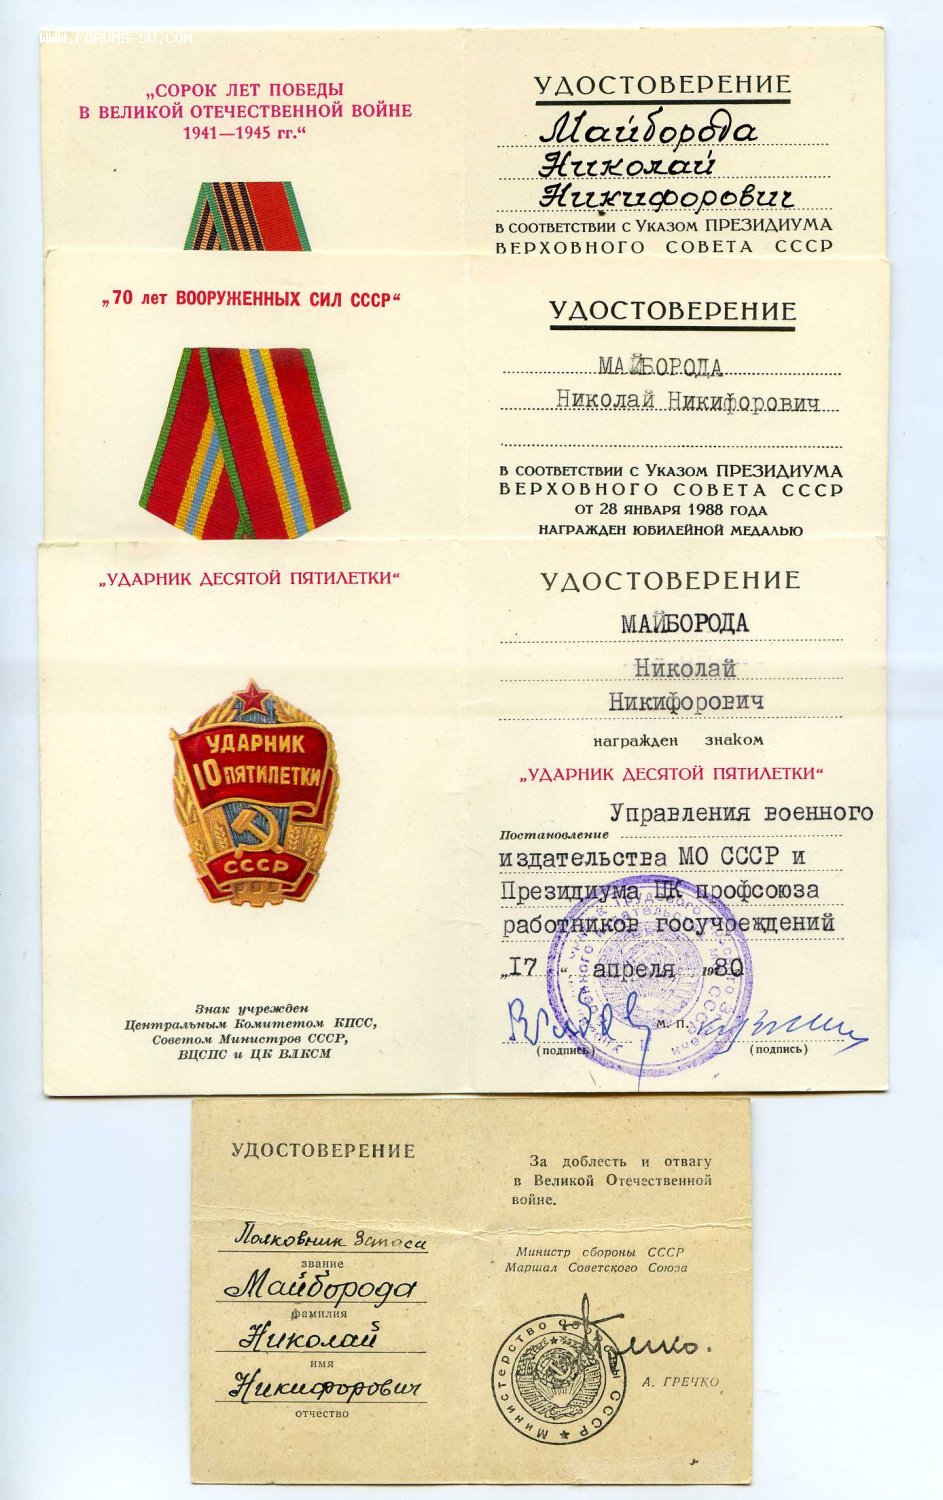 WWW.FORUMS-SU.COM
„СОРОК ЛЕТ ПОБЕДЫ
В ВЕЛИКОЙ ОТЕЧЕСТВЕННОЙ ВОЙНЕ
1941—1945 гг.“
УДОСТОВЕРЕНИЕ
Майборода
Николай
Никифорович
В СООТВЕТСТВИИ С УКАЗОМ ПРЕЗИДИУМА
ВЕРХОВНОГО СОВЕТА СССР
„70 лет ВООРУЖЕННЫХ СИЛ СССР“
УДОСТОВЕРЕНИЕ
МАЙБОРОДА
Николай Никифорович
В СООТВЕТСТВИИ С УКАЗОМ ПРЕЗИДИУМА
ВЕРХОВНОГО СОВЕТА СССР
ОТ 28 ЯНВАРЯ 1988 ГОДА
НАГРАЖДЕН ЮБИЛЕЙНОЙ МЕДАЛЬЮ
„УДАРНИК ДЕСЯТОЙ ПЯТИЛЕТКИ“
УДАРНИК
10 ПЯТИЛЕТКИ
СССР
Знак учрежден
Центральным Комитетом КПСС,
Советом Министров СССР,
ВЦСПС и ЦК ВЛКСМ
УДОСТОВЕРЕНИЕ
МАЙБОРОДА
Николай
Никифорович
награжден знаком
„УДАРНИК ДЕСЯТОЙ ПЯТИЛЕТКИ“
Управления военного
Постановление
издательства МО СССР и
Президиума ЦК профсоюза
работников госучреждений
„17“ апреля 1980
М. П.
(подпись)
(подпись)
УДОСТОВЕРЕНИЕ
Полковник запаса
звание
Майборода
фамилия
Николай
имя
Никифорович
отчество
За доблесть и отвагу
в Великой Отечественной
войне.
Министр обороны СССР
Маршал Советского Союза
Министерство обороны СССР
А. ГРЕЧКО